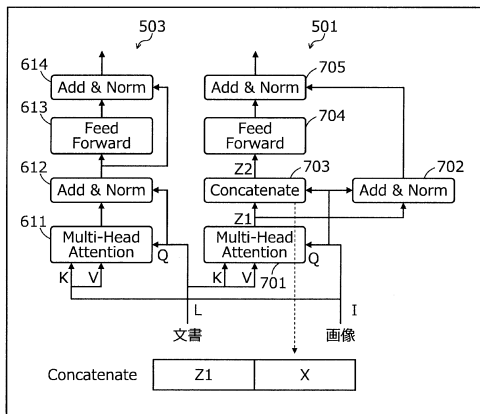 503
501
614
Add & Norm
Add & Norm
705
613
Feed
Forward
Feed
Forward
704
Z2
612
Add & Norm
Concatenate
703
Add & Norm
702
611
Z1
Multi-Head
Attention
Multi-Head
Attention
701
Q
Q
K
V
K
V
L
I
文書
画像
Concatenate
Z1
X